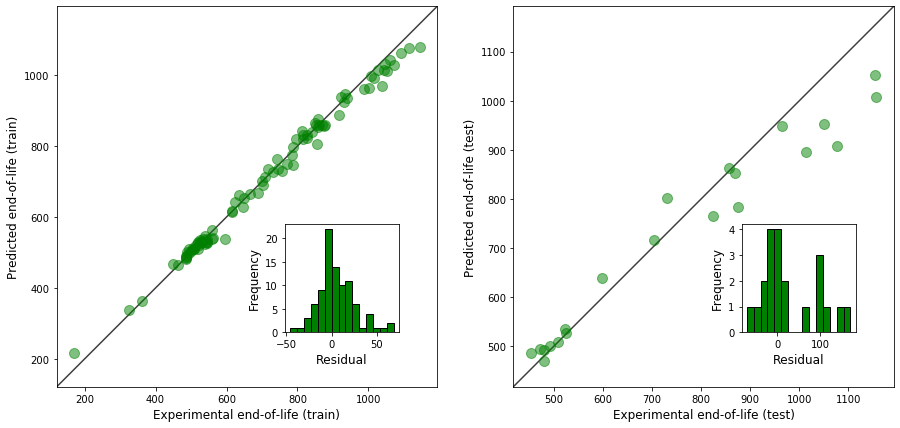 Predicted end-of-life (train)
1000
800
600
400
200
200 400 600 800 1000
Experimental end-of-life (train)
Frequency
20
15
10
5
0
−50 0 50
Residual
Predicted end-of-life (test)
1100
1000
900
800
700
600
500
500 600 700 800 900 1000 1100
Experimental end-of-life (test)
Frequency
4
3
2
1
0
0 100
Residual